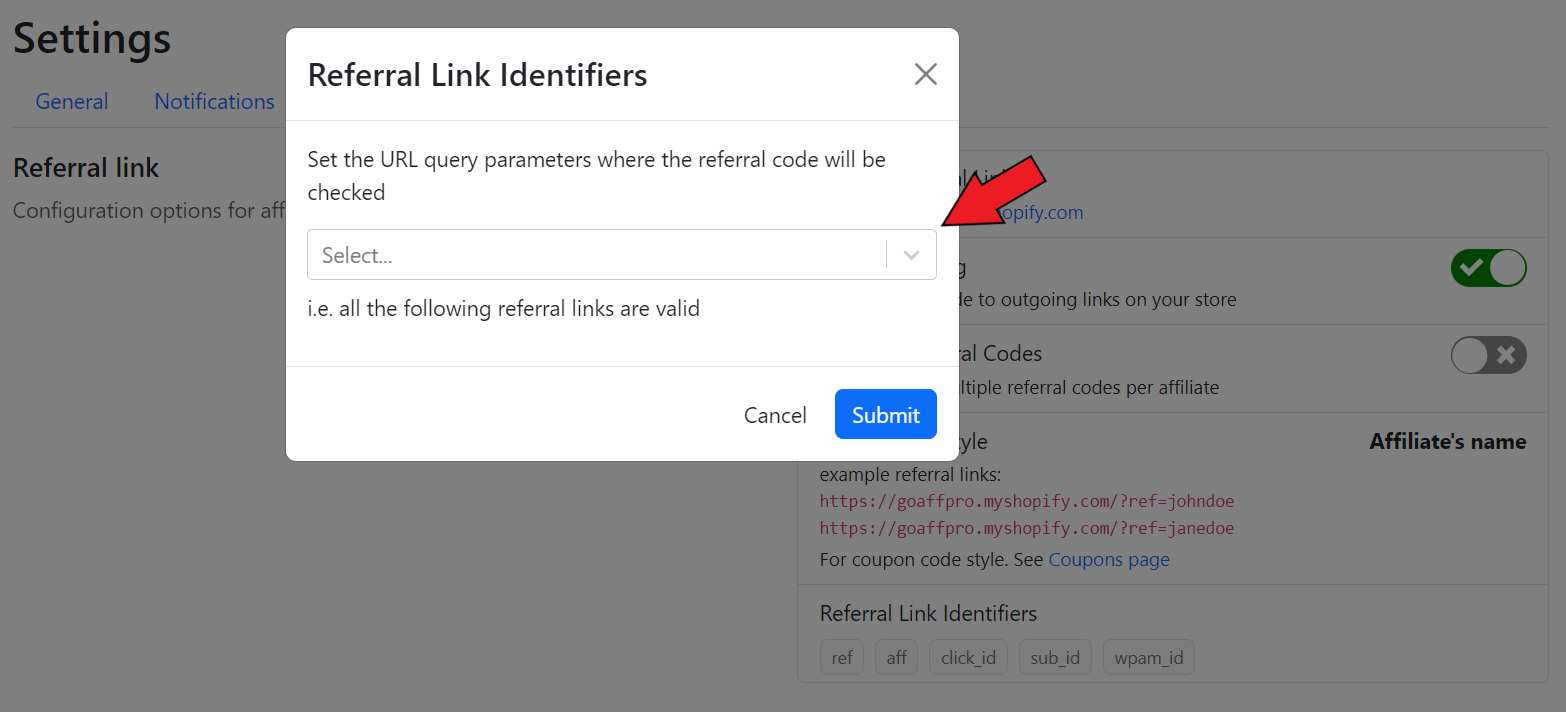 Settings
General
Notifications
Referral Link Identifiers
Set the URL query parameters where the referral code will be
checked
Select...
i.e. all the following referral links are valid
Cancel
Submit
Referral link
Configuration options for aff
opify.com
g
de to outgoing links on your store
ral Codes
ltiple referral codes per affiliate
tyle
Affiliate's name
example referral links:
https://goaffpro.myshopify.com/?ref=johndoe
https://goaffpro.myshopify.com/?ref=janedoe
For coupon code style. See Coupons page
Referral Link Identifiers
ref
aff
click_id
sub_id
wpam_id